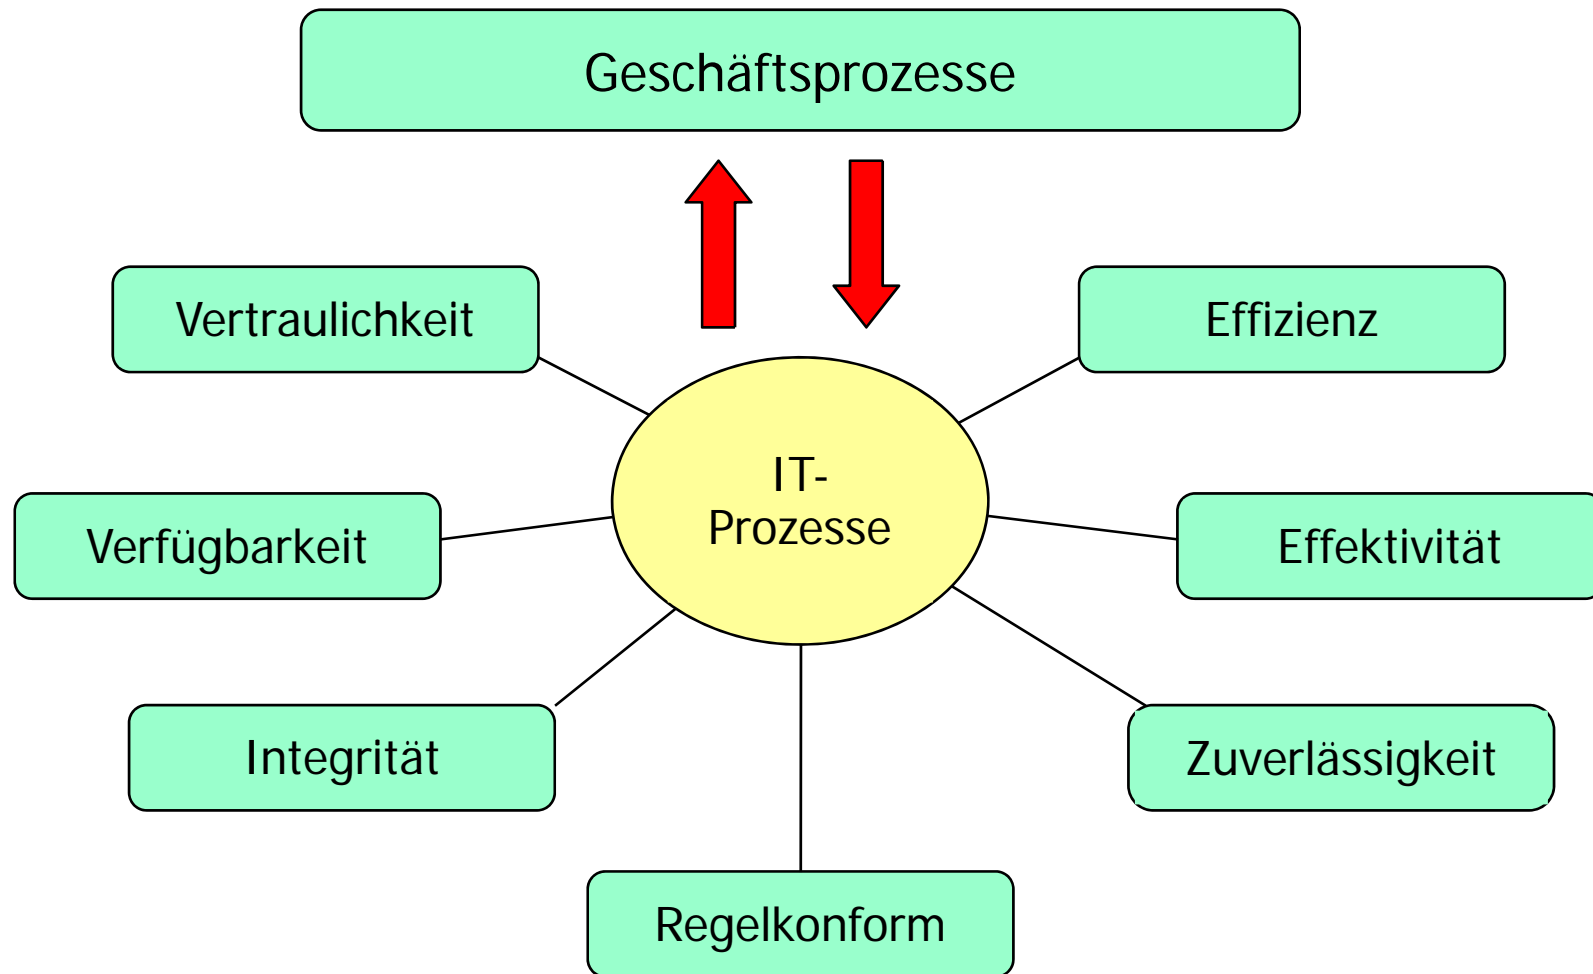 Geschäftsprozesse
Vertraulichkeit
Effizienz
IT-
Prozesse
Verfügbarkeit
Effektivität
Integrität
Zuverlässigkeit
Regelkonform